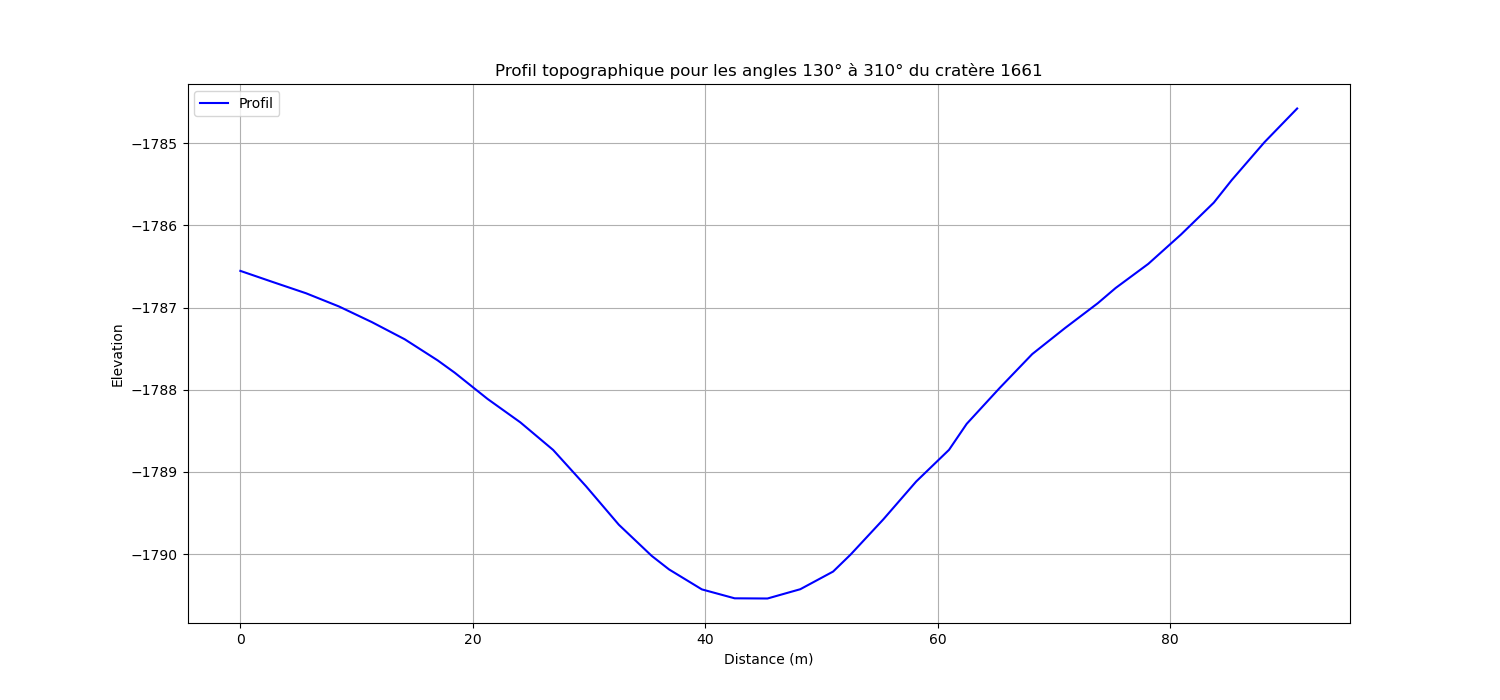 Profil topographique pour les angles 130° à 310° du cratère 1661
Profil
−1785
−1786
−1787
−1788
−1789
−1790
Elevation
0 20 40 60 80
Distance (m)